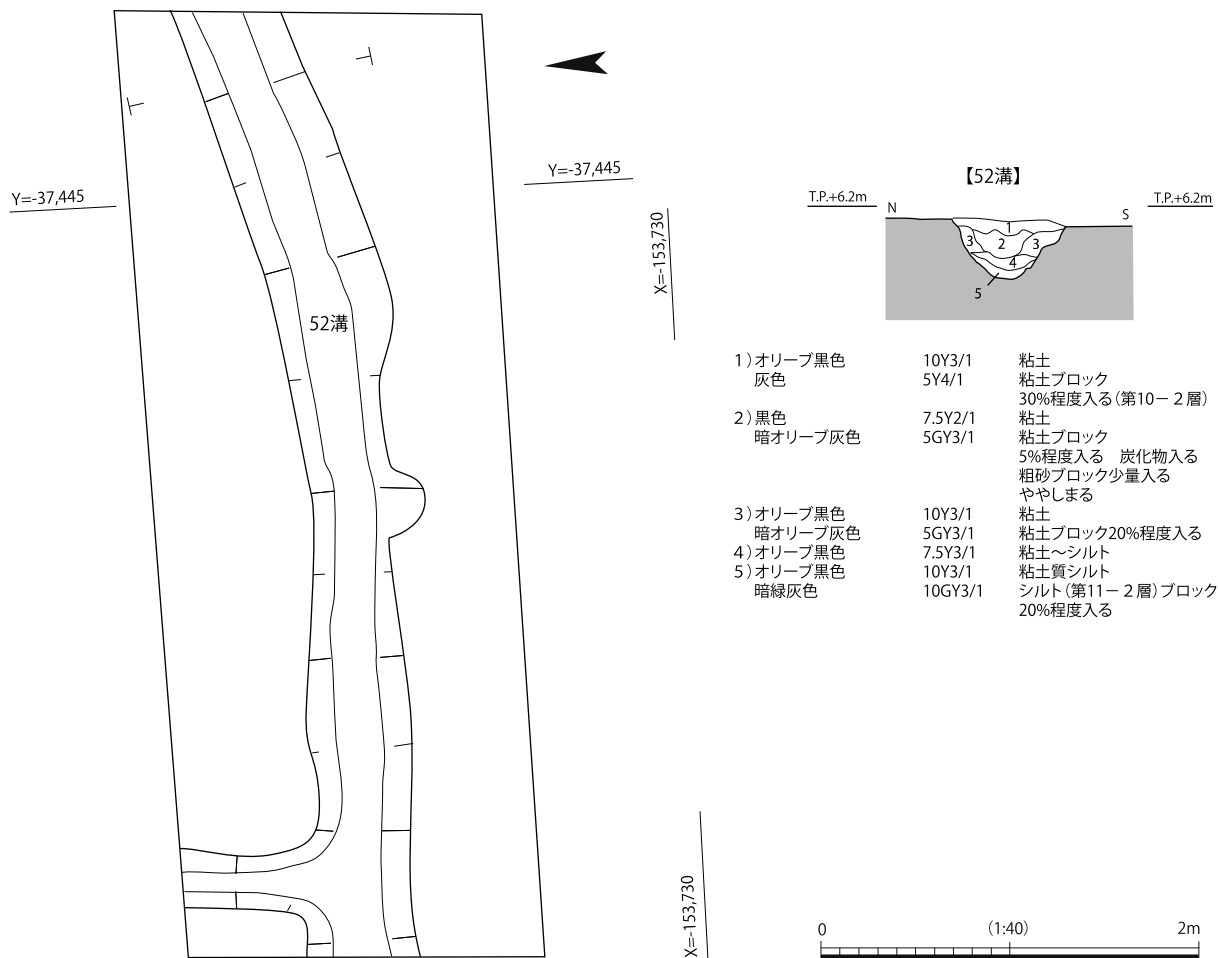 Y=-37,445
Y=-37,445
52溝
X=-153,730
X=-153,730
【52溝】
T.P.+6.2m
T.P.+6.2m
N
S
1
3 2 3
4
5
1）オリーブ黒色 10Y3/1 粘土
灰色 5Y4/1 粘土ブロック
30%程度入る（第10－２層）
2）黒色 7.5Y2/1 粘土
暗オリーブ灰色 5GY3/1 粘土ブロック
5%程度入る　炭化物入る
粗砂ブロック少量入る
ややしまる
3）オリーブ黒色 10Y3/1 粘土
暗オリーブ灰色 5GY3/1 粘土ブロック20%程度入る
4）オリーブ黒色 7.5Y3/1 粘土～シルト
5）オリーブ黒色 10Y3/1 粘土質シルト
暗緑灰色 10GY3/1 シルト（第11－２層）ブロック
20%程度入る
0 （1:40） 2m